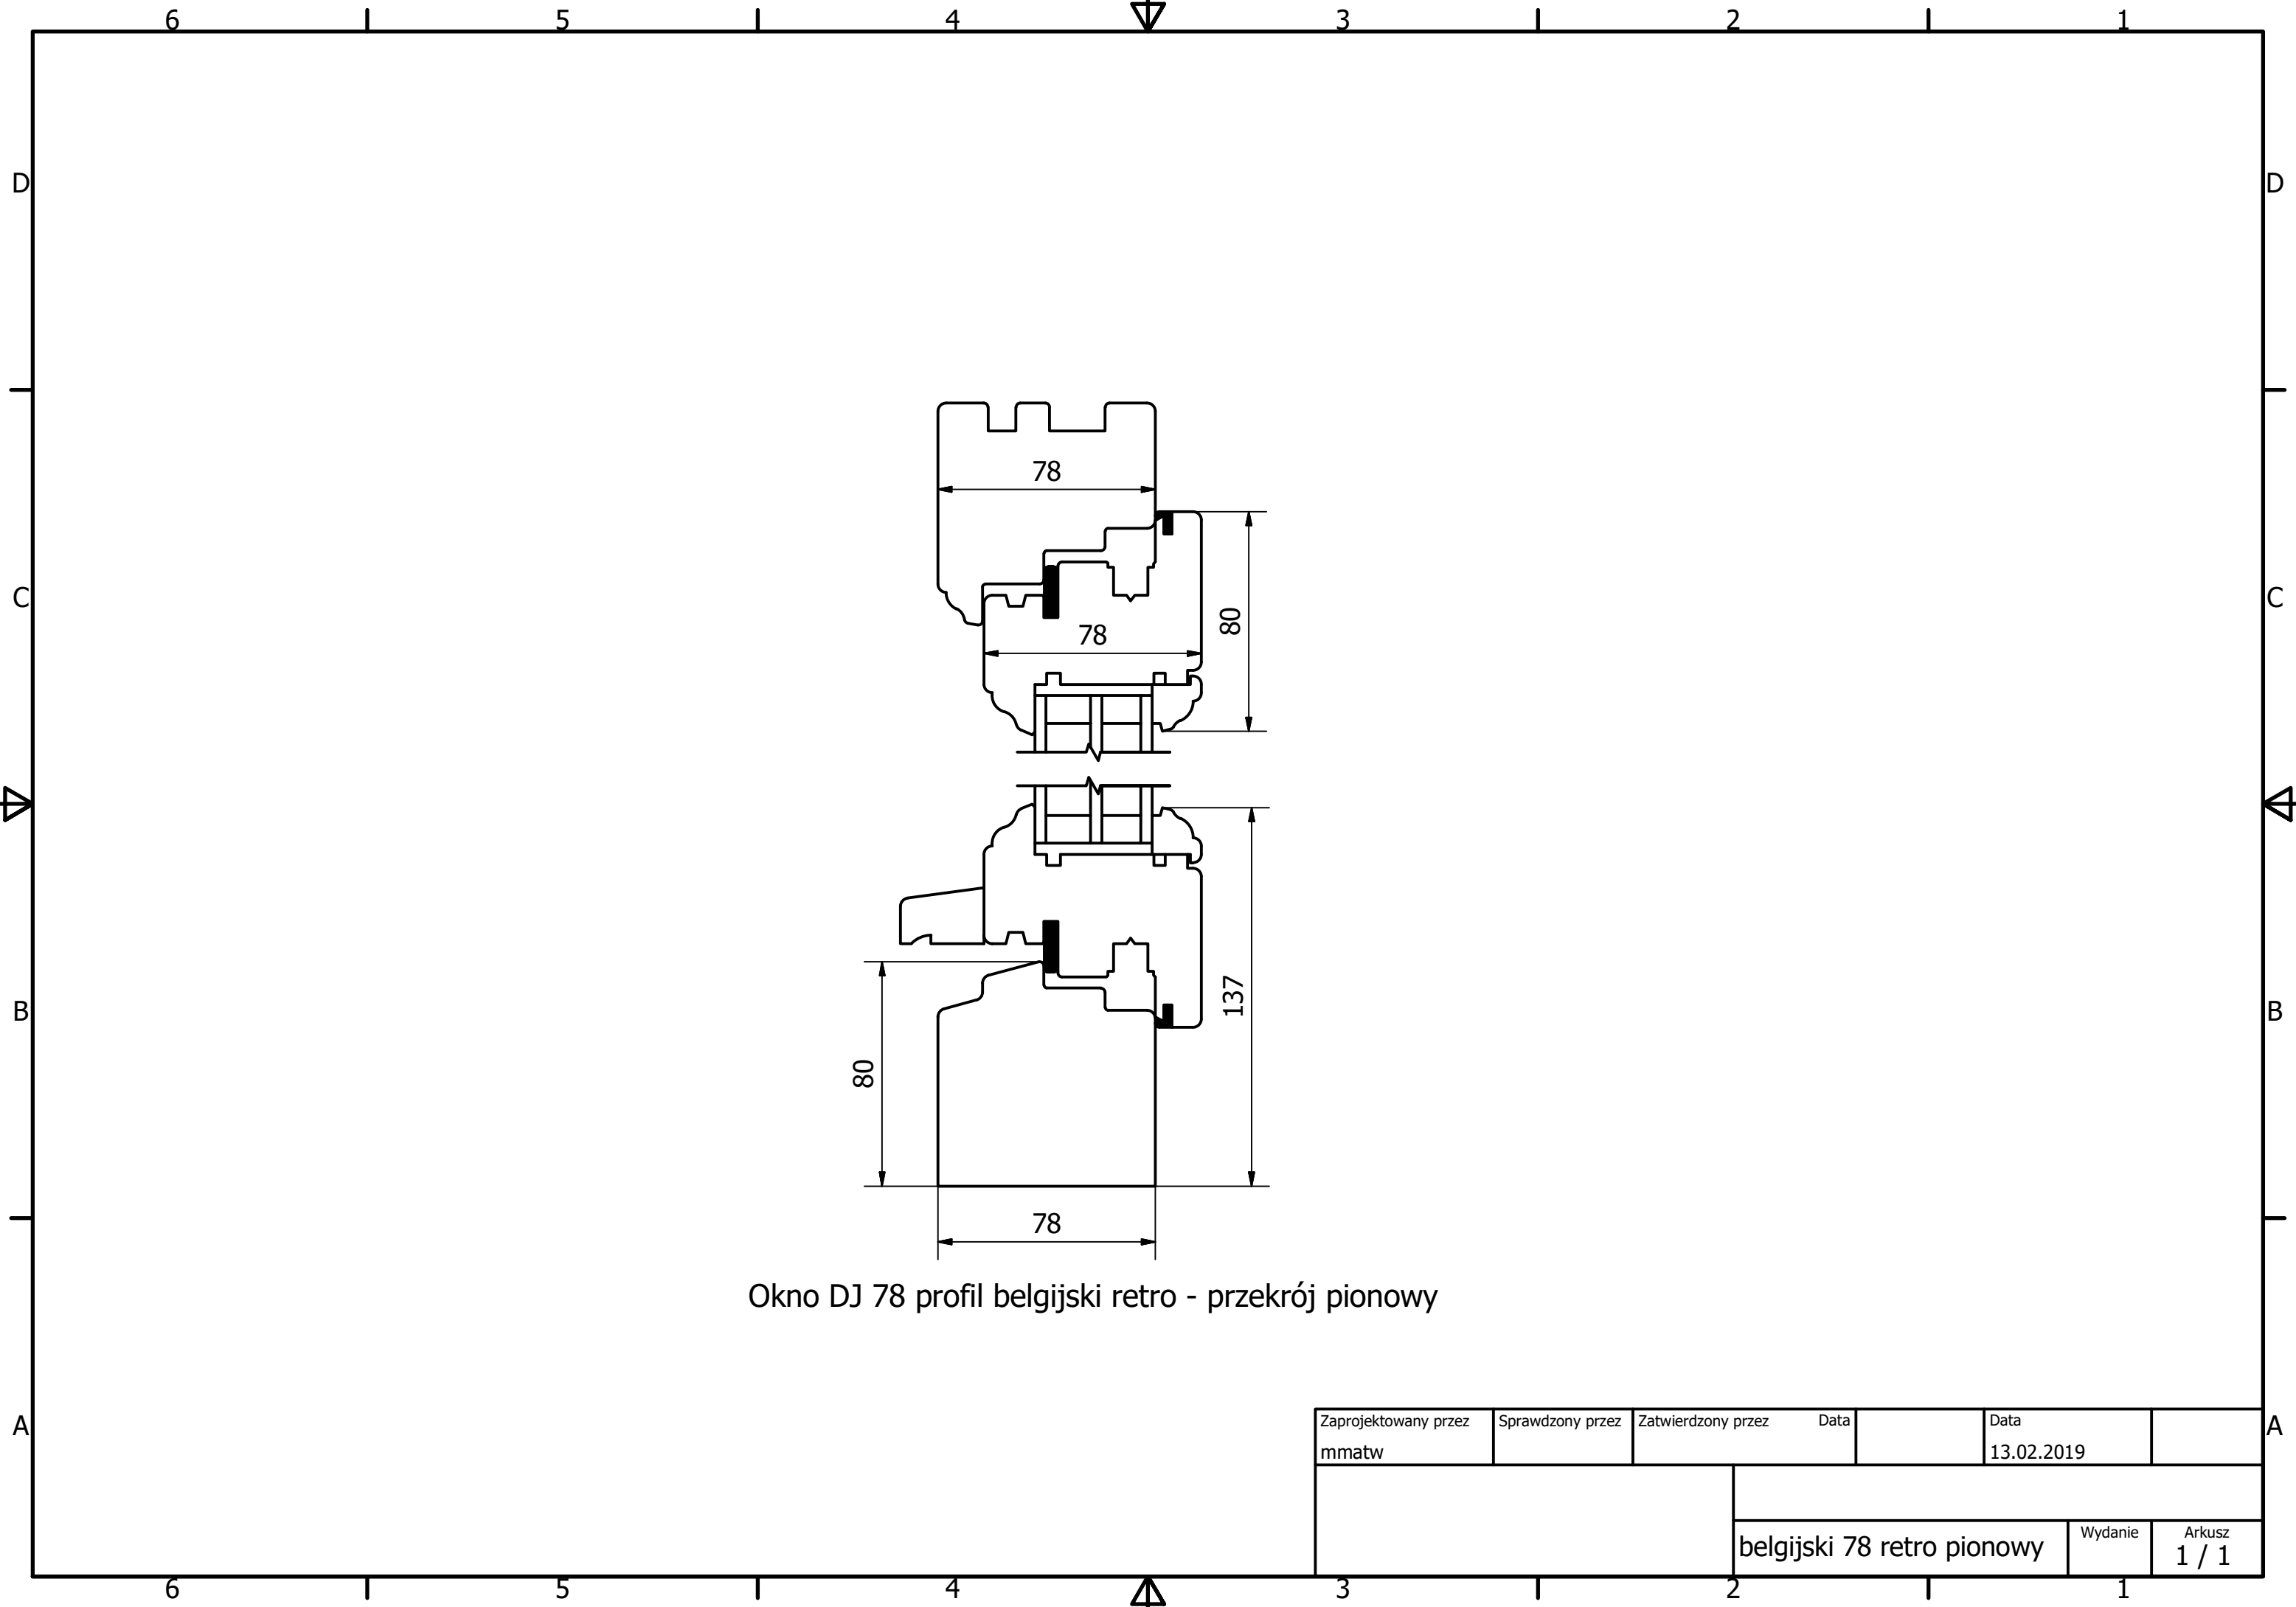 6 5 4 3 2 1
D D
78
C C
80
78
137
B B
80
78
Okno DJ 78 profil belgijski retro - przekrój pionowy
A A
Zaprojektowany przez Sprawdzony przez Zatwierdzony przez Data Data
mmatw 13.02.2019
Wydanie Arkusz
belgijski 78 retro pionowy 1 / 1
6 5 4 3 2 1